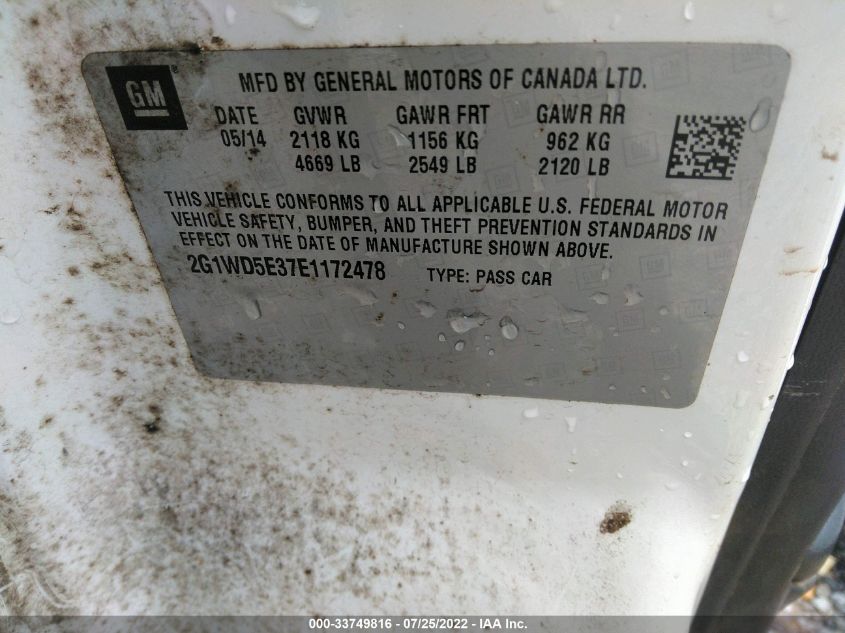 GM
MFD BY GENERAL MOTORS OF CANADA LTD.
DATE GVWR GAWR FRT GAWR RR
05/14 2118 KG 1156 KG 962 KG
4669 LB 2549 LB 2120 LB
THIS VEHICLE CONFORMS TO ALL APPLICABLE U.S. FEDERAL MOTOR
VEHICLE SAFETY, BUMPER, AND THEFT PREVENTION STANDARDS IN
EFFECT ON THE DATE OF MANUFACTURE SHOWN ABOVE.
2G1WD5E37E1172478 TYPE: PASS CAR
000-33749816 - 07/25/2022 - IAA Inc.